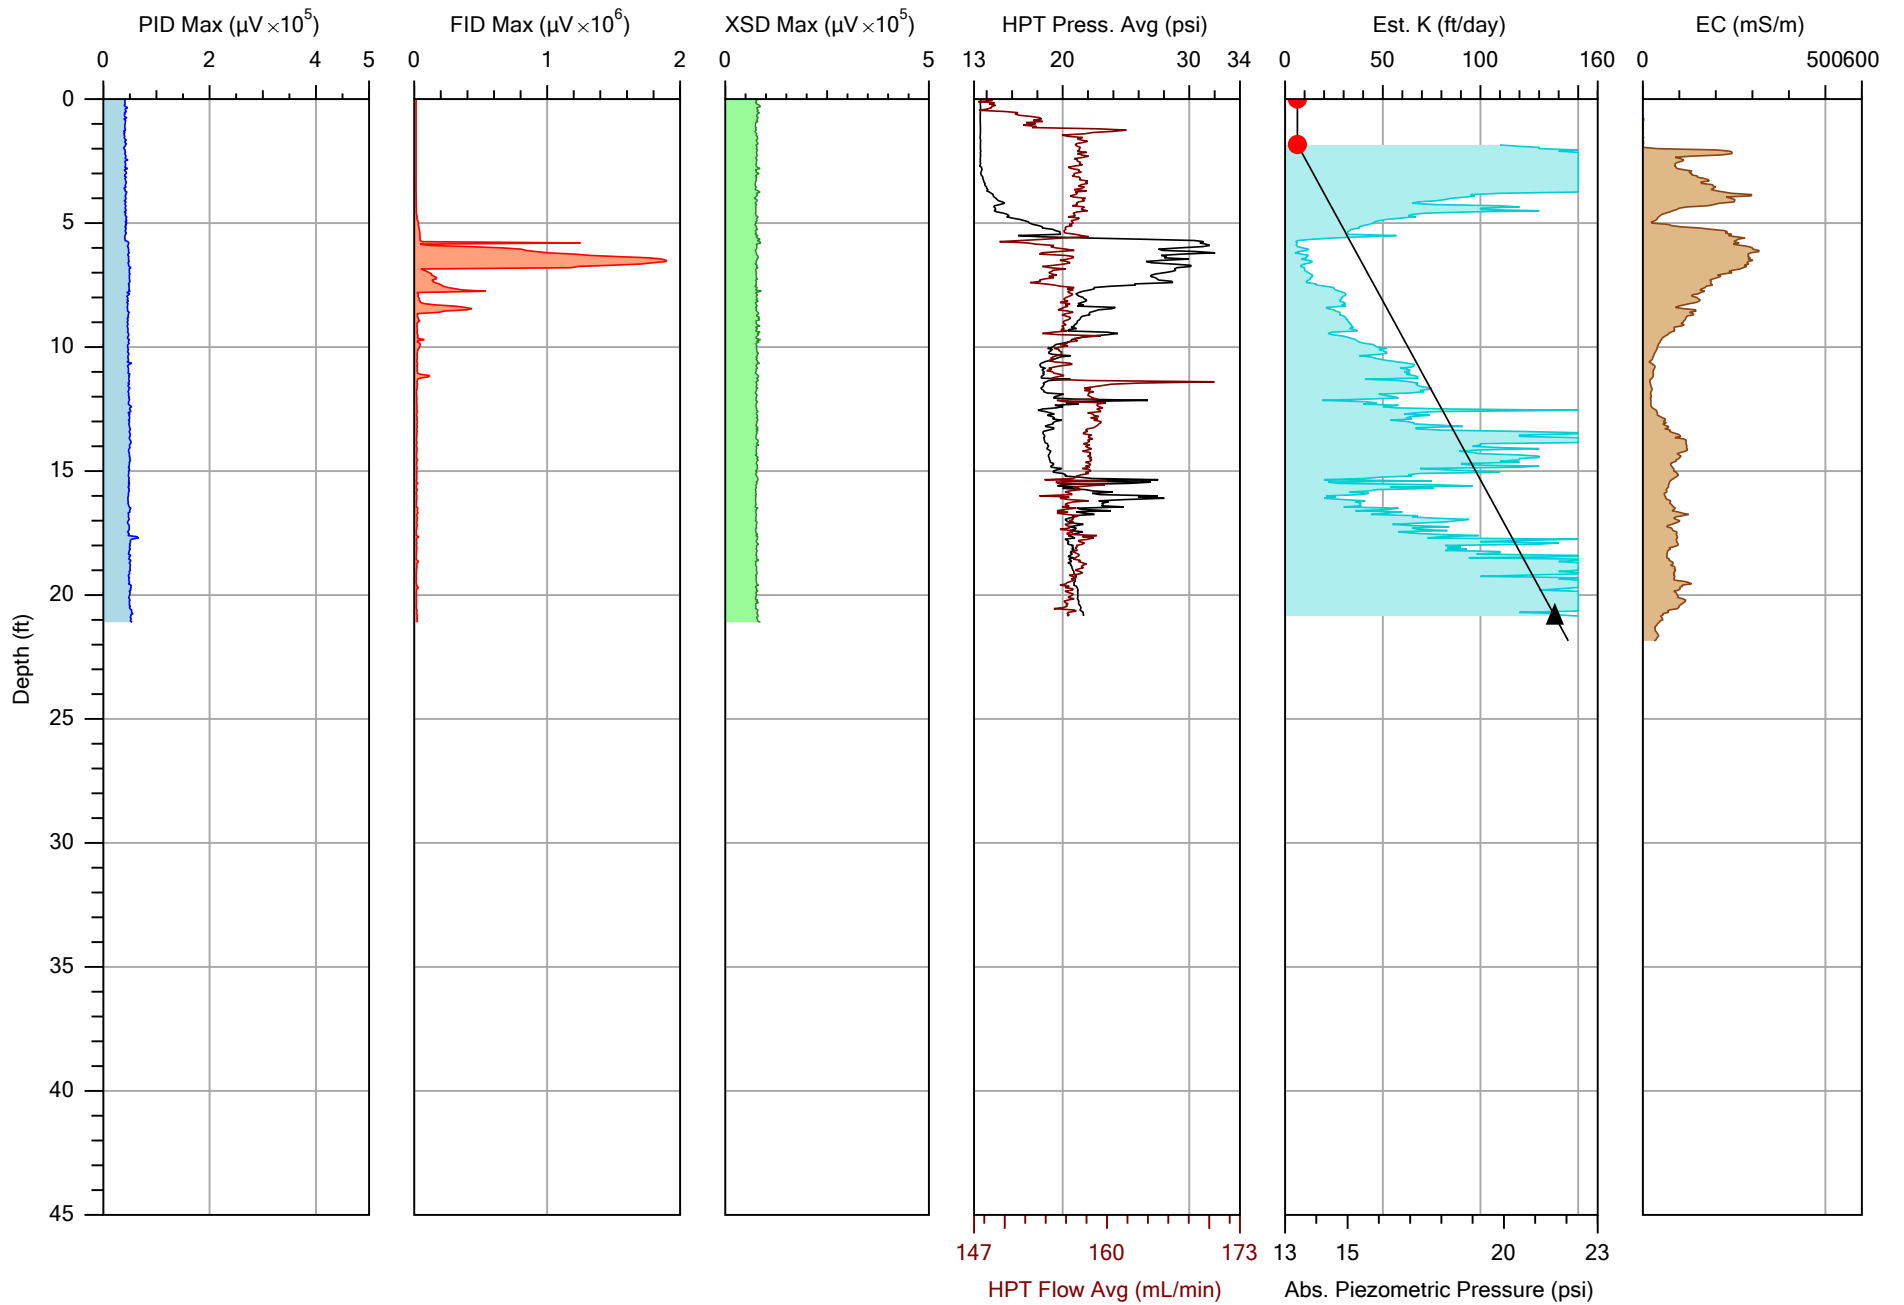 PID Max (µV ×10⁵) FID Max (µV ×10⁶) XSD Max (µV ×10⁵) HPT Press. Avg (psi) Est. K (ft/day) EC (mS/m)
0 2 4 5 0 1 2 0 5 13 20 30 34 0 50 100 160 0 500 600
0
5
10
15
20
25
30
35
40
45
Depth (ft)
147 160 173 13 15 20 23
HPT Flow Avg (mL/min) Abs. Piezometric Pressure (psi)